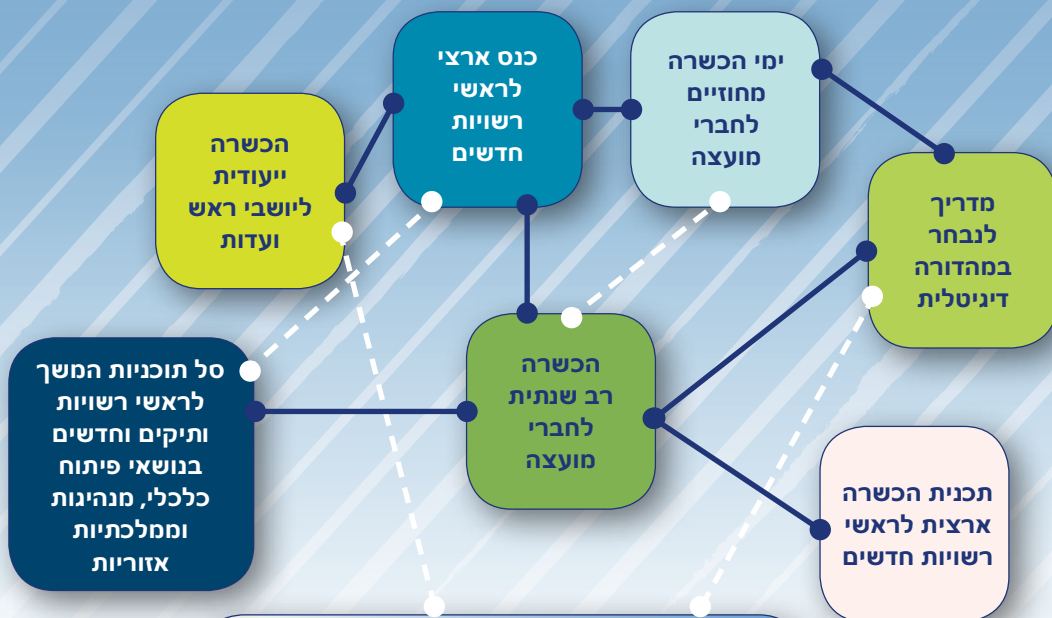 ימי הכשרה
מחוזיים
לחברי
מועצה
כנס ארצי
לראשי
רשויות
חדשים
הכשרה
ייעודית
ליושבי ראש
ועדות
מדריך
לנבחר
במהדורה
דיגיטלית
הכשרה
רב שנתית
לחברי
מועצה
סל תוכניות המשך
לראשי רשויות
ותיקים וחדשים
בנושאי פיתוח
כלכלי, מנהיגות
וממלכתיות
אזוריות
תכנית הכשרה
ארצית לראשי
רשויות חדשים